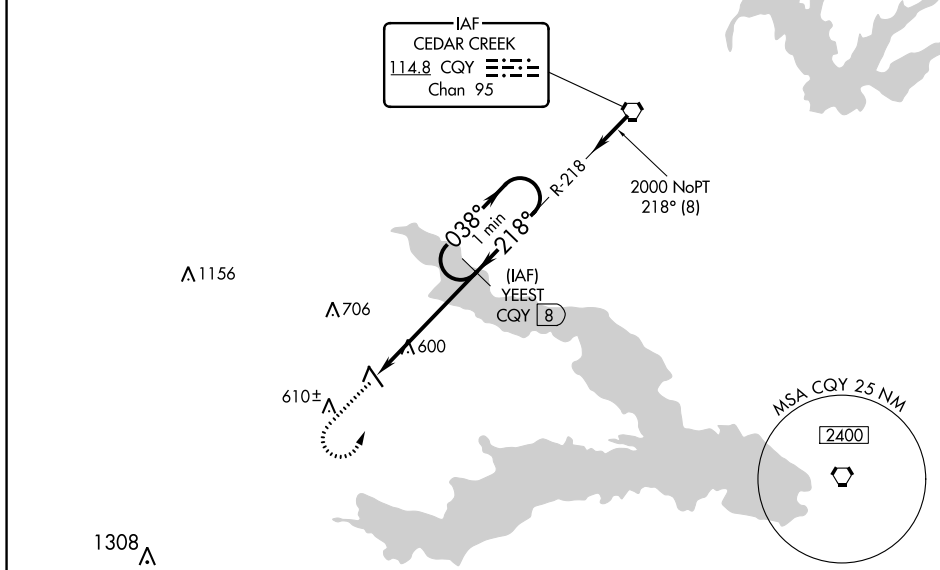 IAF
CEDAR CREEK
114.8 CQY
Chan 95
R-218
2000 NoPT
218° (8)
038°
1 min
218°
(IAF)
YEEST
CQY 8
1156
706
600
610±
MSA CQY 25 NM
2400
1308